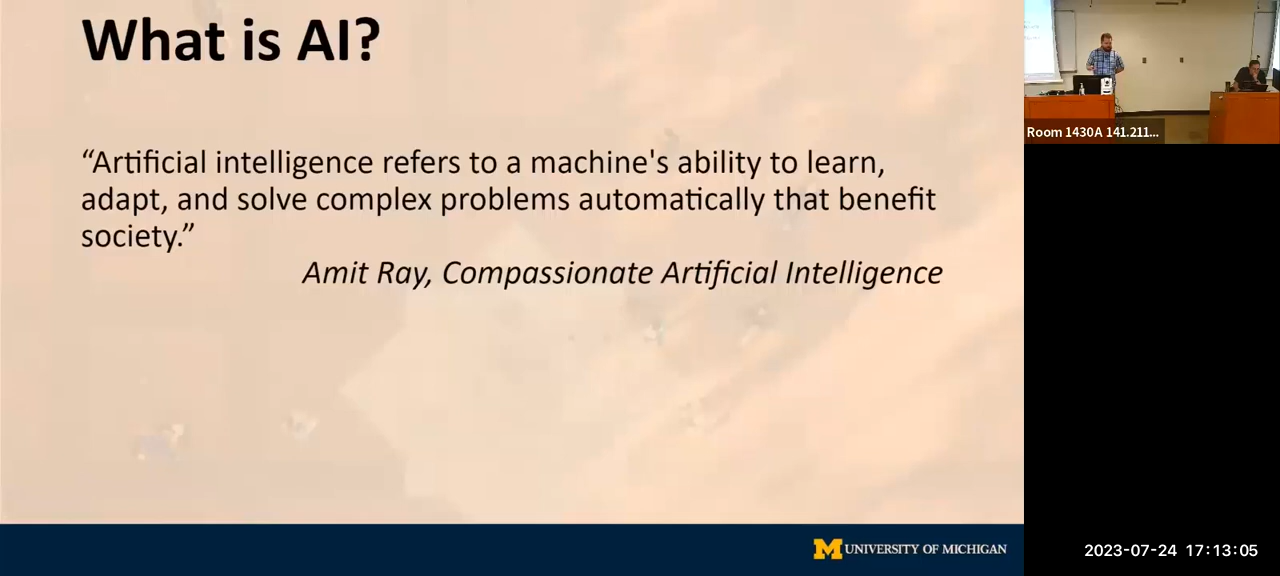 What is AI?
“Artificial intelligence refers to a machine's ability to learn,
adapt, and solve complex problems automatically that benefit
society.”
Amit Ray, Compassionate Artificial Intelligence
Room 1430A 141.211...
M UNIVERSITY OF MICHIGAN
2023-07-24 17:13:05